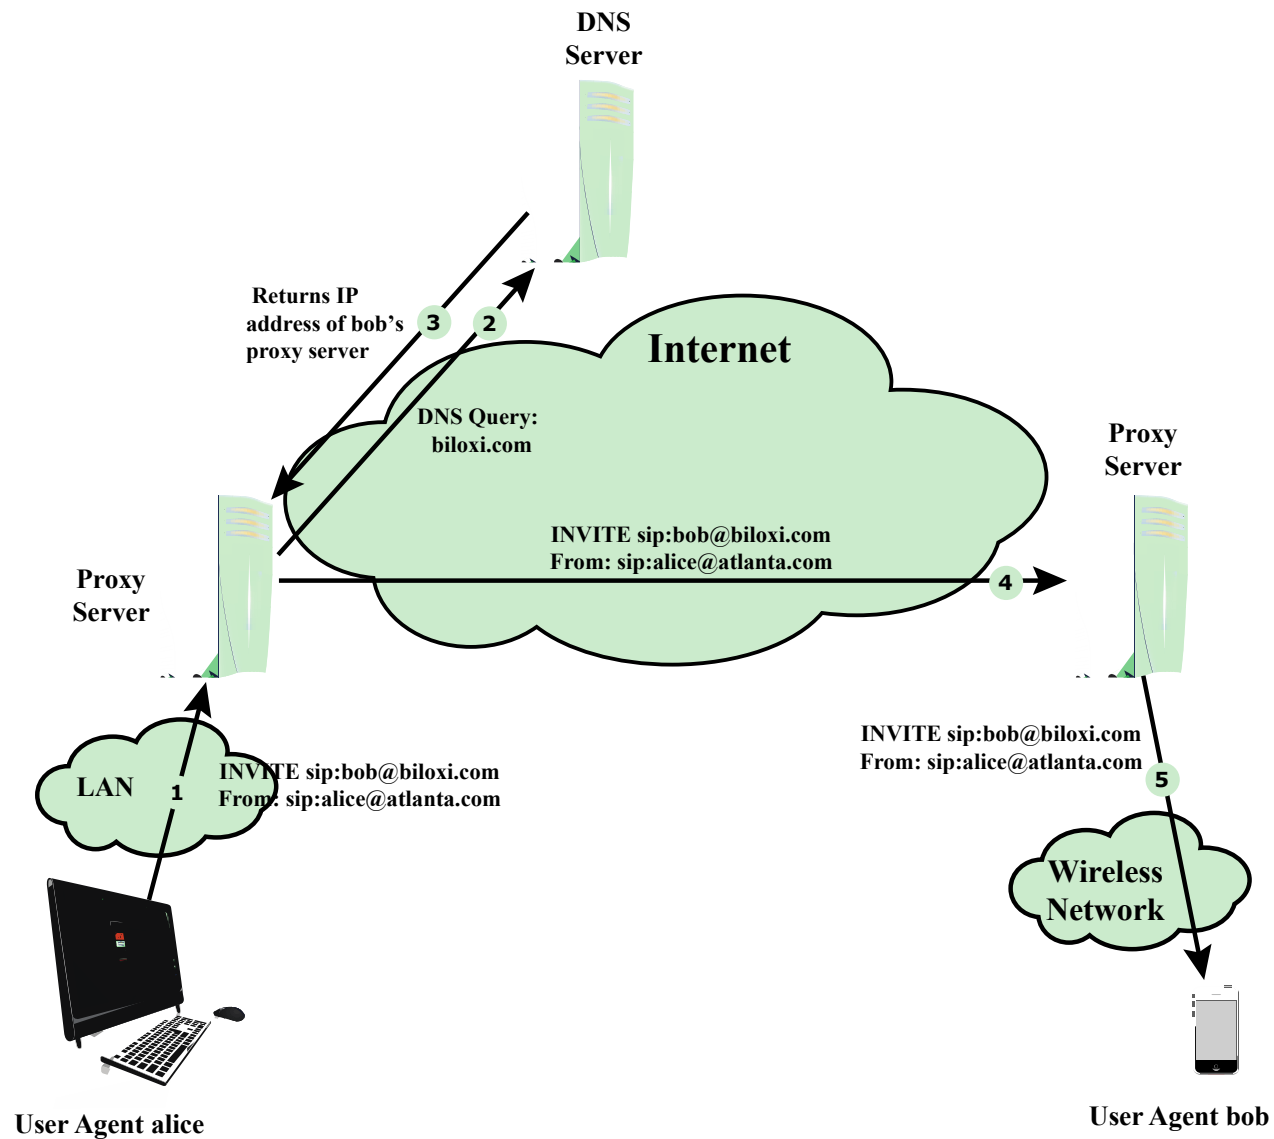 DNS
Server
Returns IP
address of bob's
proxy server
3
2
Internet
DNS Query:
biloxi.com
Proxy
Server
INVITE sip:bob@biloxi.com
From: sip:alice@atlanta.com
4
Proxy
Server
LAN
1
INVITE sip:bob@biloxi.com
From: sip:alice@atlanta.com
INVITE sip:bob@biloxi.com
From: sip:alice@atlanta.com
5
Wireless
Network
User Agent alice
User Agent bob